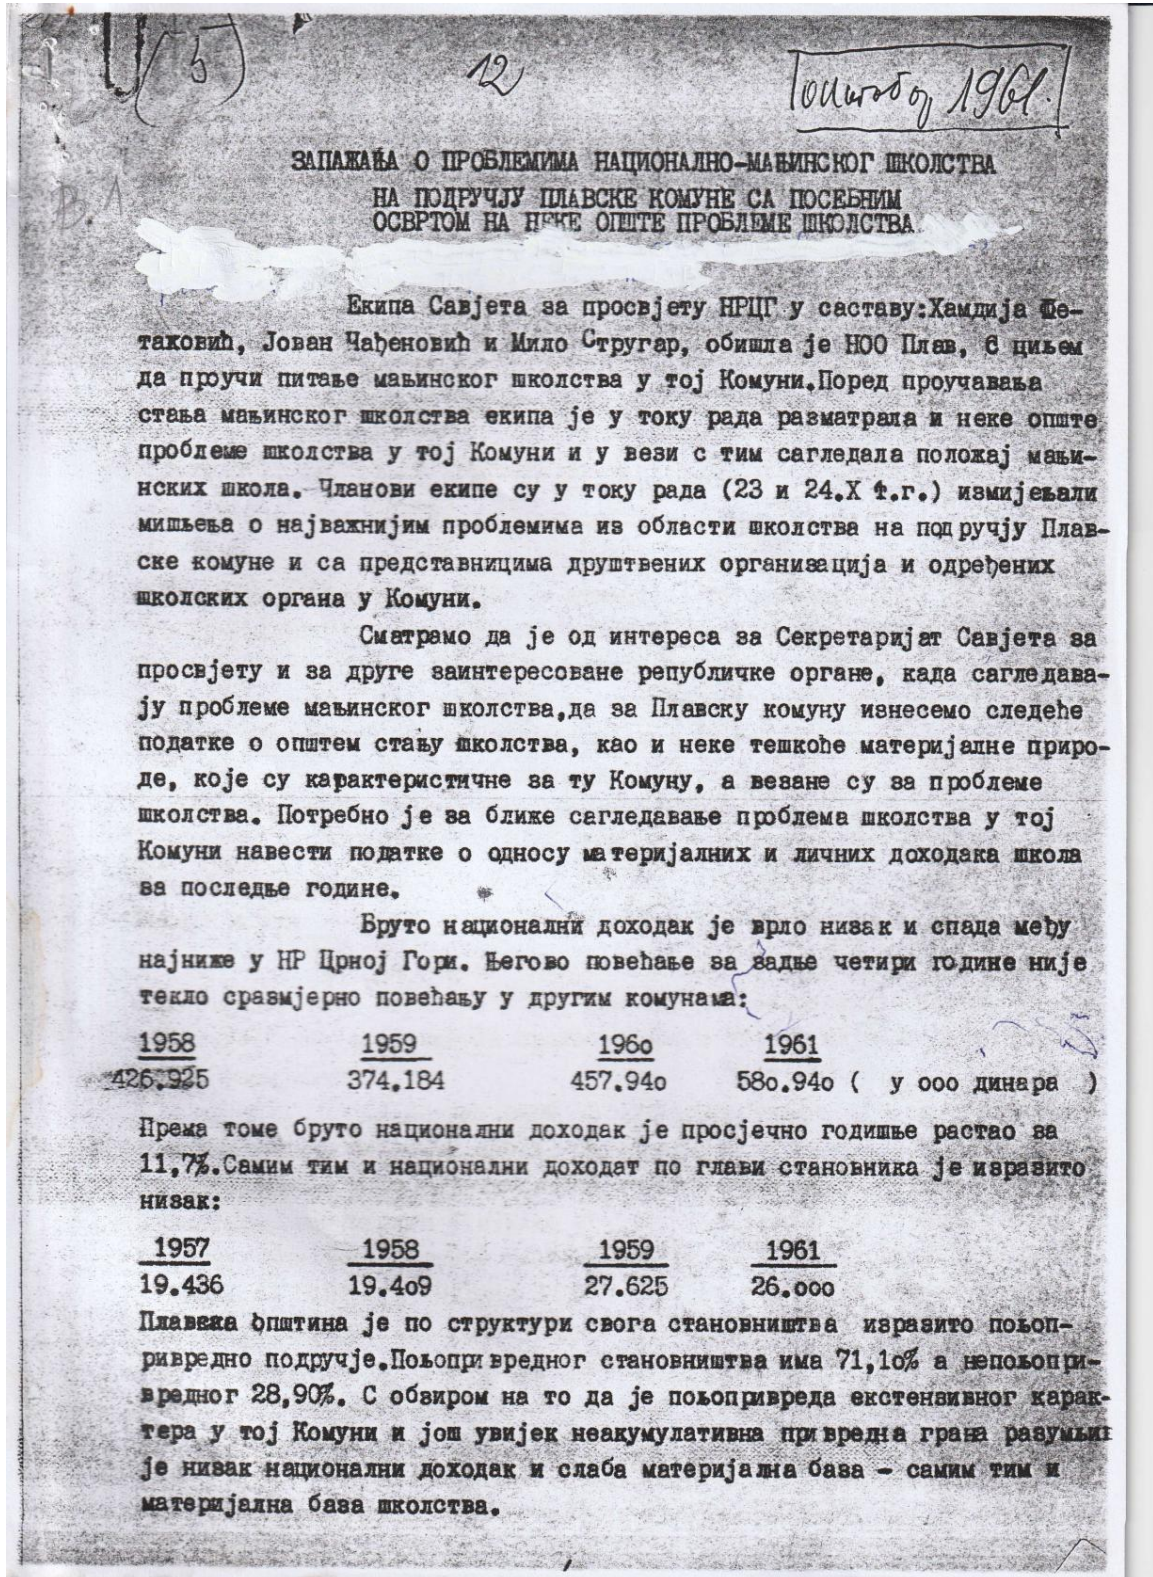 (5)
12
октобар 1961.
ЗАПАЖАЊА О ПРОБЛЕМИМА НАЦИОНАЛНО-МАЊИНСКОГ ШКОЛСТВА
НА ПОДРУЧЈУ ПЛАВСКЕ КОМУНЕ СА ПОСЕБНИМ
ОСВРТОМ НА НЕКЕ ОПШТЕ ПРОБЛЕМЕ ШКОЛСТВА
Екипа Савјета за просвјету НРЦГ у саставу:Хамдија Фе-
таховић, Јован Чађеновић и Мило Стругар, обишла је НОО Плав, с циљем
да проучи питање мањинског школства у тој Комуни.Поред проучавања
стања мањинског школства екипа је у току рада разматрала и неке опште
проблеме школства у тој Комуни и у вези с тим сагледала положај мањи-
нских школа. Чланови екипе су у току рада (23 и 24.X т.г.) измијењали
мишљења о најважнијим проблемима из области школства на подручју Плав-
ске комуне и са представницима друштвених организација и одређених
школских органа у Комуни.
Сматрамо да је од интереса за Секретаријат Савјета за
просвјету и за друге заинтересоване републичке органе, када сагледава-
ју проблеме мањинског школства,да за Плавску комуну изнесемо следеће
податке о општем стању школства, као и неке тешкоће материјалне приро-
де, које су карактеристичне за ту Комуну, а везане су за проблеме
школства. Потребно је за ближе сагледавање проблема школства у тој
Комуни навести податке о односу материјалних и личних доходака школа
за последње године.
Бруто национални доходак је врло низак и спада међу
најниже у НР Црној Гори. Његово повећање за задње четири године није
текло сразмјерно повећању у другим комунама:
1958 1959 196о 1961
426.925 374.184 457.94о 58о.94о ( у ооо динара )
Према томе бруто национални доходак је просјечно годишње растао за
11,7%.Самим тим и национални доходат по глави становника је изразито
низак:
1957 1958 1959 1961
19.436 19.4о9 27.625 26.ооо
Плавска општина је по структури свога становништва изразито пољоп-
ривредно подручје.Пољопривредног становништва има 71,1о% а непољопри-
вредног 28,90%. С обзиром на то да је пољопривреда екстензивног карак-
тера у тој Комуни и још увијек неакумулативна привредна грана
је низак национални доходак и слаба материјална база - самим тим и
материјална база школства.